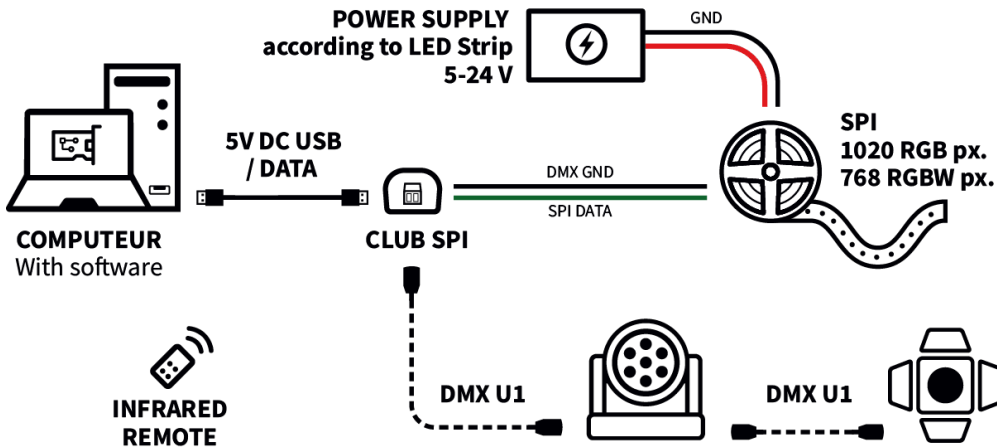 POWER SUPPLY
according to LED Strip
5-24 V
GND
5V DC USB
/ DATA
SPI
1020 RGB px.
768 RGBW px.
DMX GND
SPI DATA
COMPUTEUR
With software
CLUB SPI
INFRARED
REMOTE
DMX U1
DMX U1